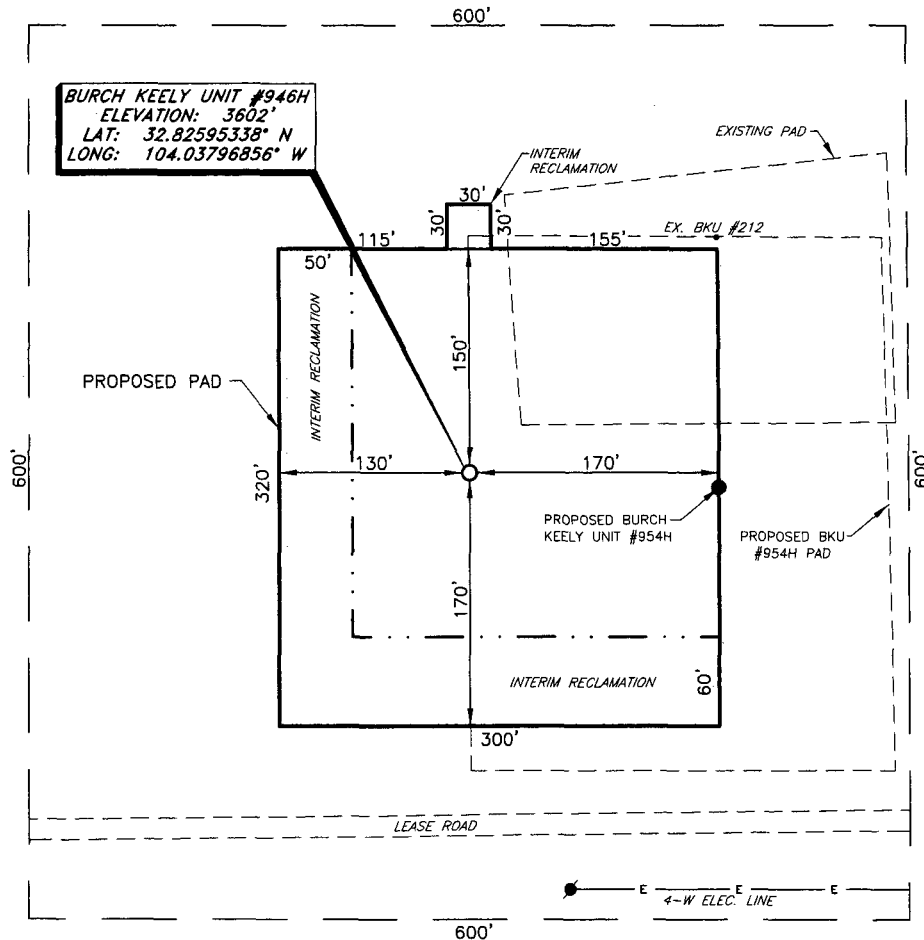 600'
BURCH KEELY UNIT #946H
ELEVATION: 3602'
LAT: 32.82595338° N
LONG: 104.03796856° W
EXISTING PAD
INTERIM
RECLAMATION
30'
30'
30'
115'
155'
EX. BKU #212
50'
INTERIM RECLAMATION
150'
PROPOSED PAD
600'
320'
130'
170'
600'
PROPOSED BURCH
KEELY UNIT #954H
PROPOSED BKU
#954H PAD
170'
INTERIM RECLAMATION
60'
300'
LEASE ROAD
E
E
E
4-W ELEC. LINE
600'